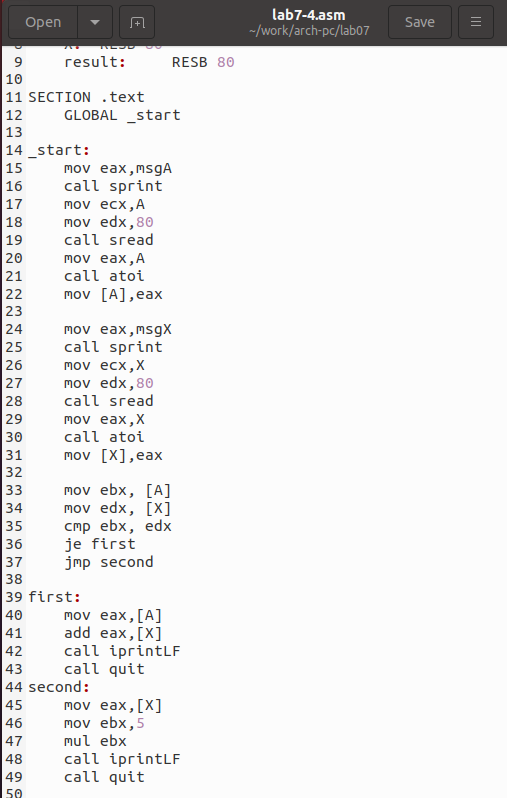 Open
lab7-4.asm
~/work/arch-pc/lab07
Save
8 X: RESB 80
9 result: RESB 80
10
11 SECTION .text
12 GLOBAL _start
13
14 _start:
15 mov eax,msgA
16 call sprint
17 mov ecx,A
18 mov edx,80
19 call sread
20 mov eax,A
21 call atoi
22 mov [A],eax
23
24 mov eax,msgX
25 call sprint
26 mov ecx,X
27 mov edx,80
28 call sread
29 mov eax,X
30 call atoi
31 mov [X],eax
32
33 mov ebx, [A]
34 mov edx, [X]
35 cmp ebx, edx
36 je first
37 jmp second
38
39 first:
40 mov eax,[A]
41 add eax,[X]
42 call iprintLF
43 call quit
44 second:
45 mov eax,[X]
46 mov ebx,5
47 mul ebx
48 call iprintLF
49 call quit
50